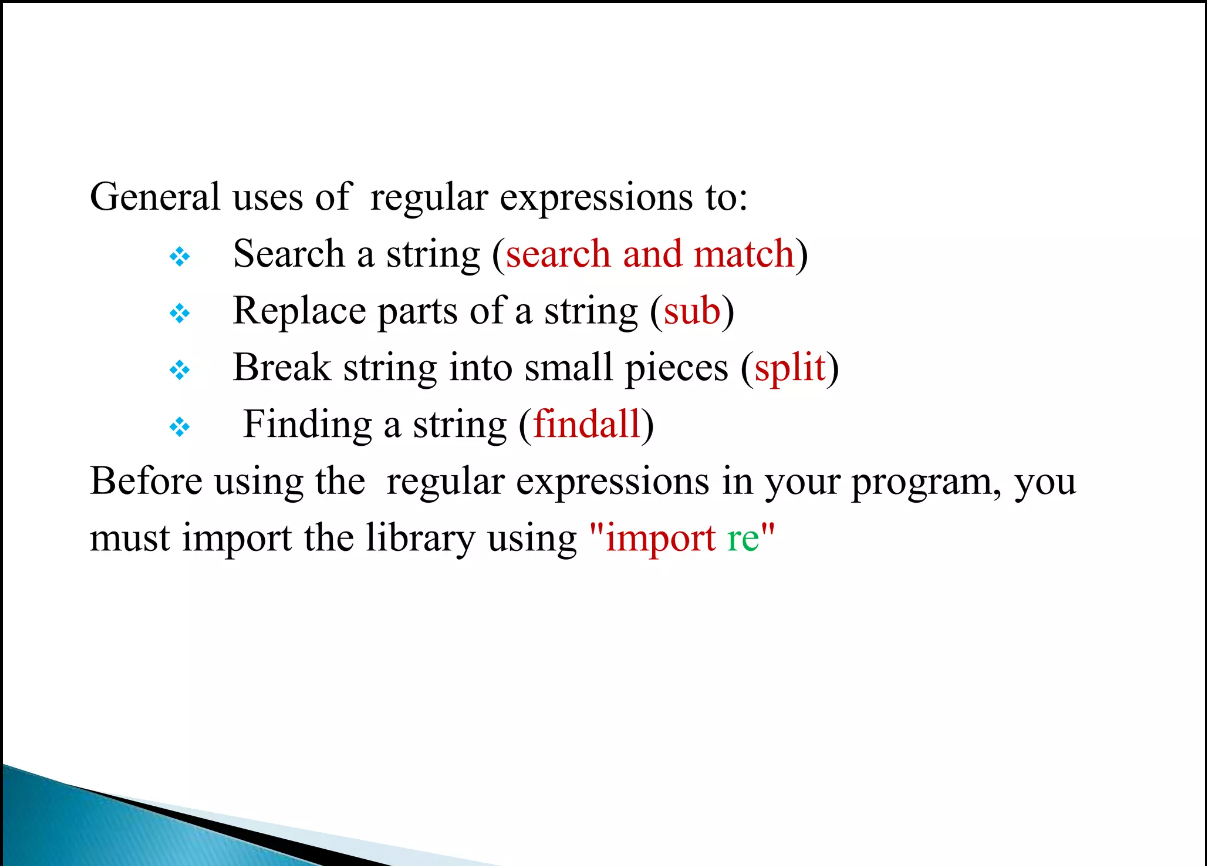 General uses of  regular expressions to:
❖ Search a string (search and match)
❖ Replace parts of a string (sub)
❖ Break string into small pieces (split)
❖ Finding a string (findall)
Before using the  regular expressions in your program, you
must import the library using "import re"